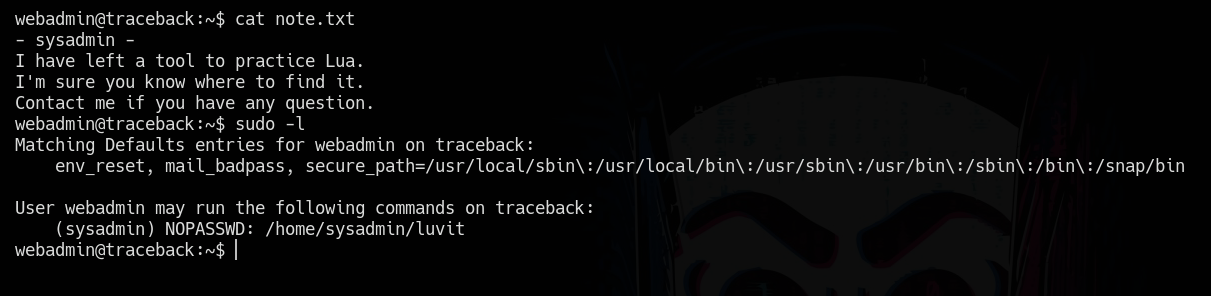 webadmin@traceback:~$ cat note.txt
- sysadmin -
I have left a tool to practice Lua.
I'm sure you know where to find it.
Contact me if you have any question.
webadmin@traceback:~$ sudo -l
Matching Defaults entries for webadmin on traceback:
    env_reset, mail_badpass, secure_path=/usr/local/sbin\:/usr/local/bin\:/usr/sbin\:/usr/bin\:/sbin\:/bin\:/snap/bin

User webadmin may run the following commands on traceback:
    (sysadmin) NOPASSWD: /home/sysadmin/luvit
webadmin@traceback:~$